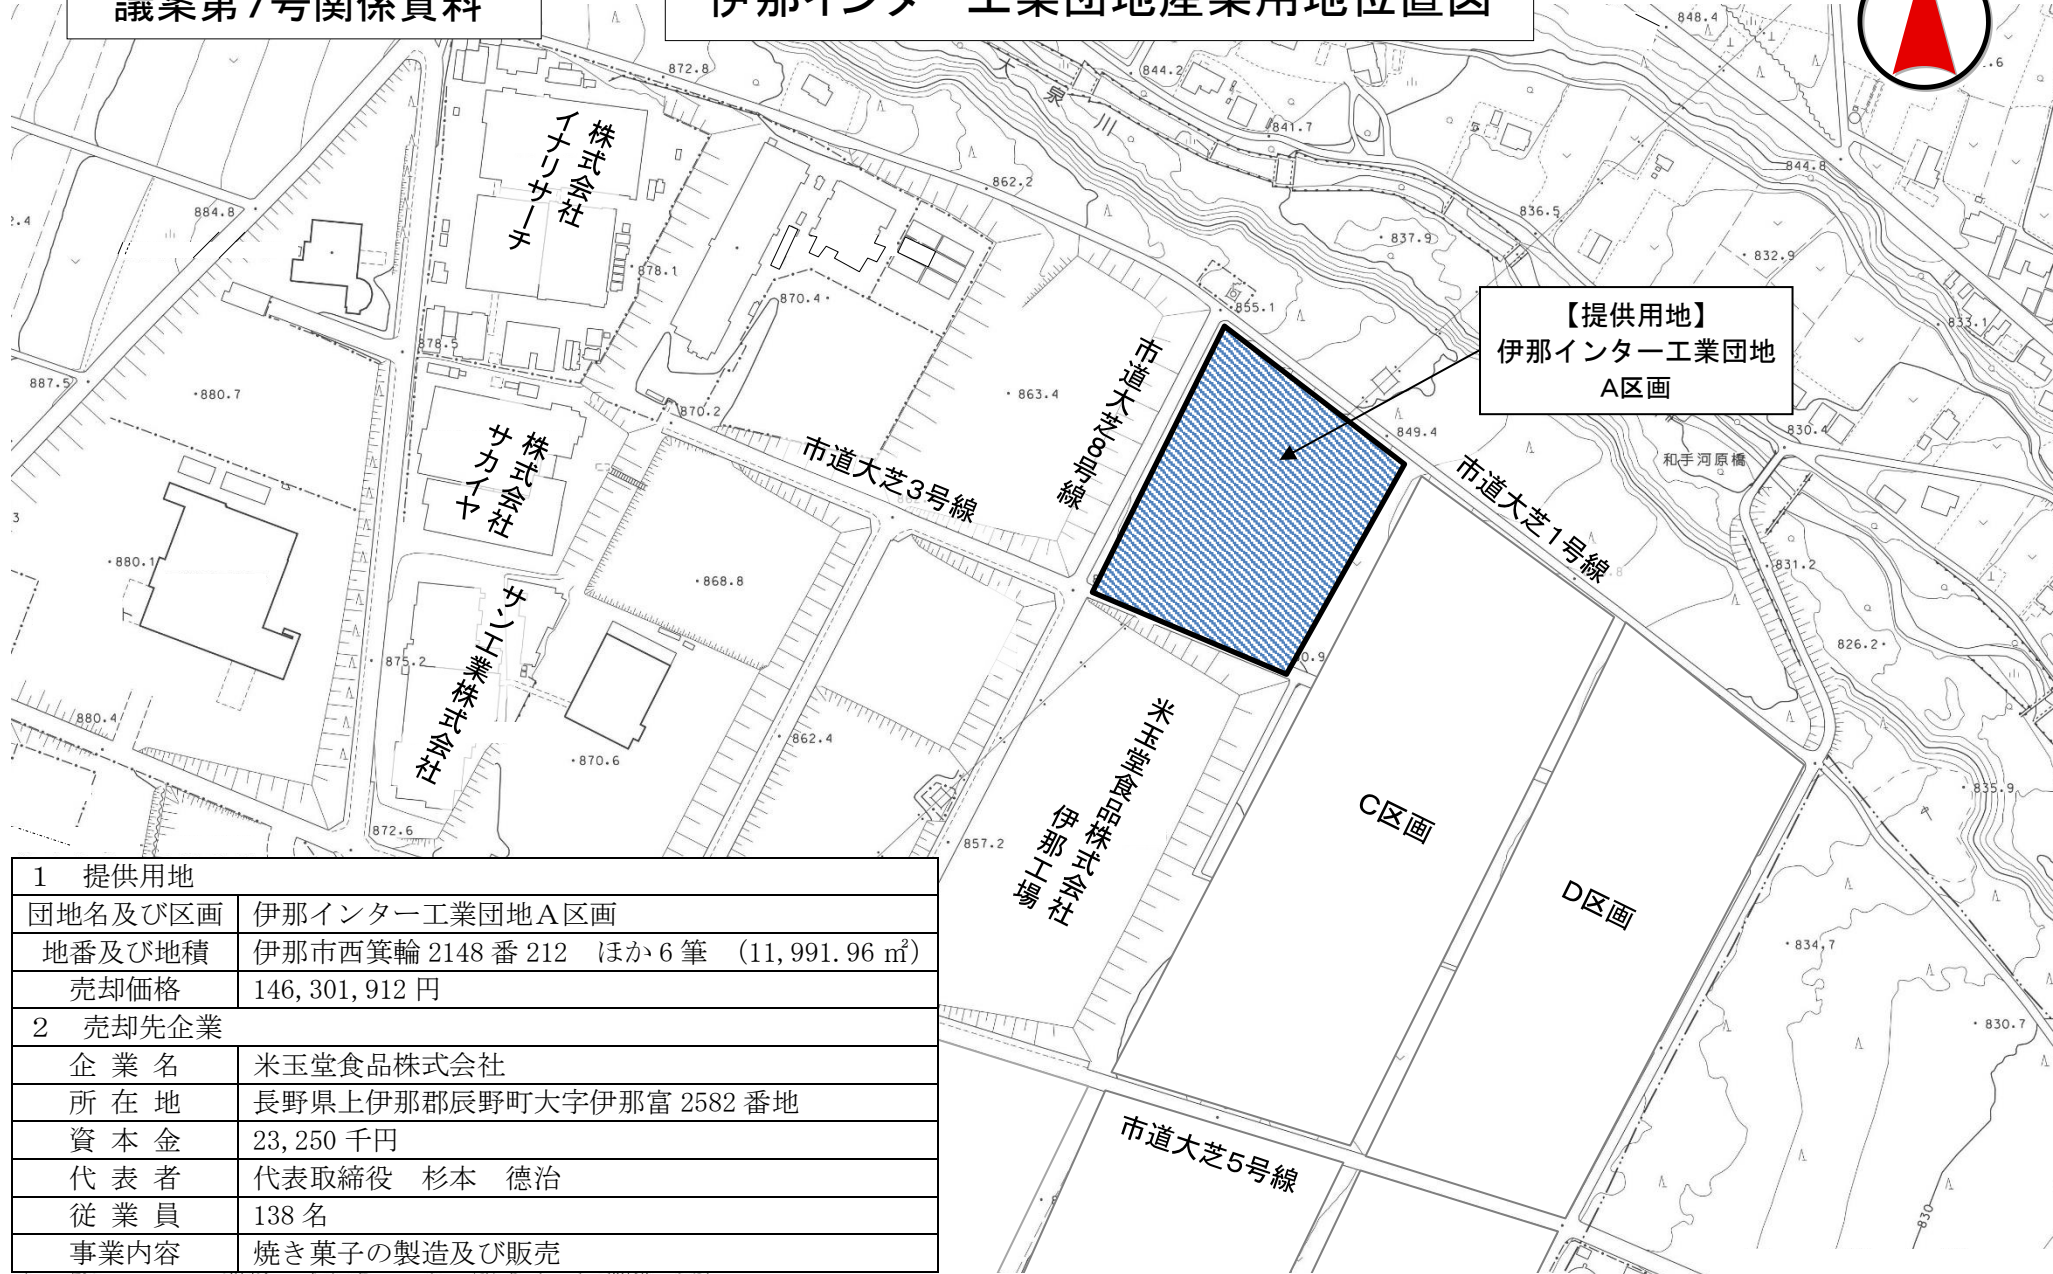 議案第7号関係資料
伊那インター工業団地産業用地位置図
848.4
872.8
844.2
泉川
841.7
844.8
株式会社
イナリサーチ
862.2
884.8
836.5
837.9
832.9
878.1
870.4
855.1
【提供用地】
伊那インター工業団地
A区画
833.1
878.5
市道大芝8号線
887.5
880.7
863.4
870.2
849.4
830.4
和手河原橋
株式会社
サカイヤ
市道大芝3号線
市道大芝1号線
880.1
868.8
831.2
サン工業株式会社
875.2
826.2
880.4
862.4
870.6
米玉堂食品株式会社
伊那工場
835.9
C区画
872.6
857.2
D区画
834.7
830.7
市道大芝5号線
830
1 提供用地
団地名及び区画 伊那インター工業団地A区画
地番及び地積 伊那市西箕輪 2148 番 212 ほか 6 筆 (11,991.96 ㎡)
売却価格 146,301,912 円
2 売却先企業
企業名 米玉堂食品株式会社
所在地 長野県上伊那郡辰野町大字伊那富 2582 番地
資本金 23,250 千円
代表者 代表取締役 杉本 德治
従業員 138 名
事業内容 焼き菓子の製造及び販売